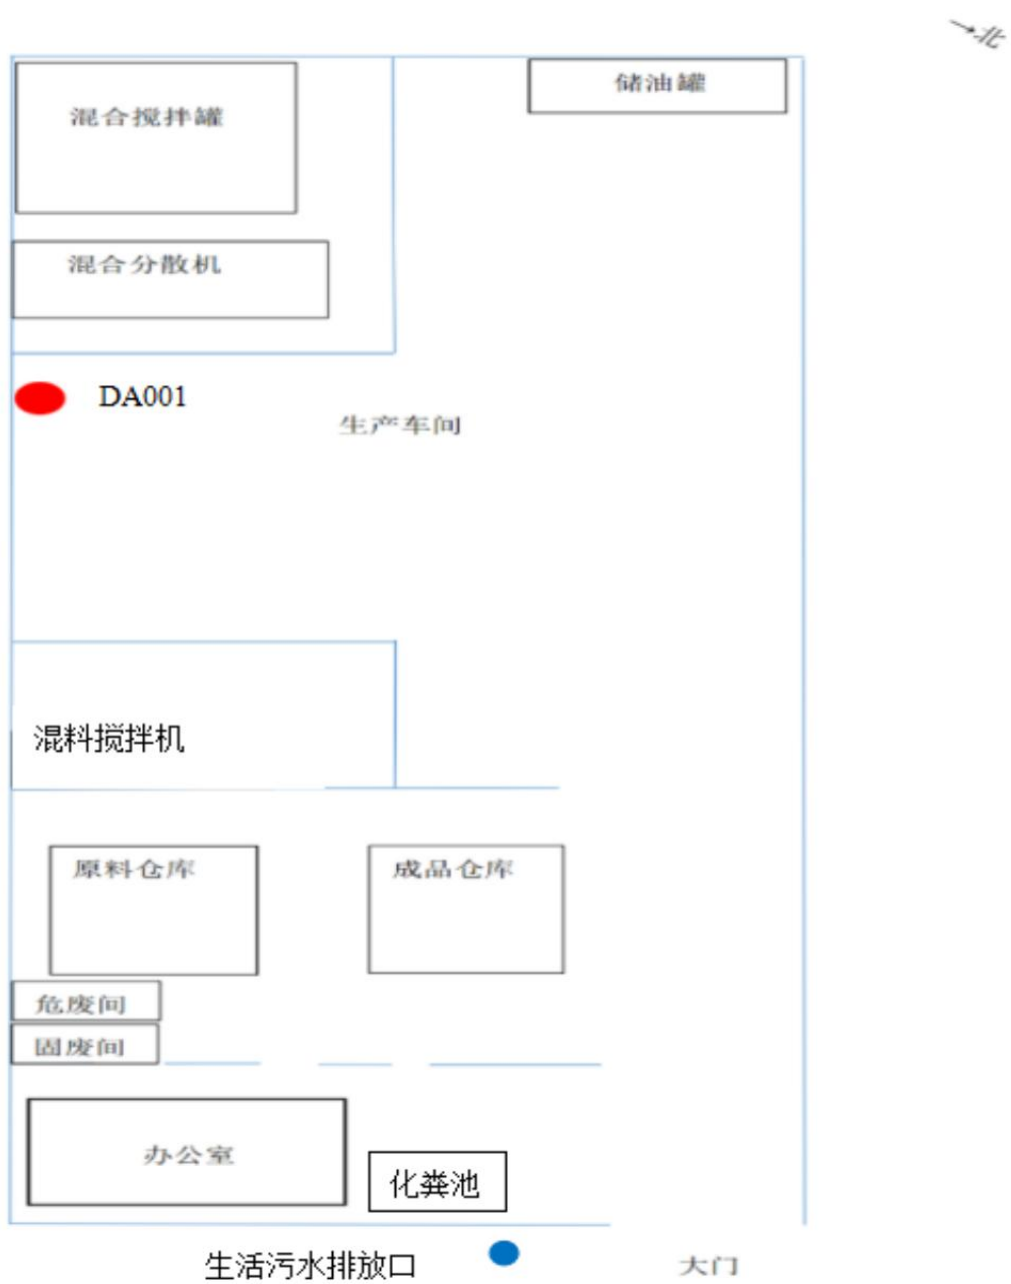 →北
储油罐
混合搅拌罐
混合分散机
DA001
生产车间
混料搅拌机
原料仓库
成品仓库
危废间
固废间
办公室
化粪池
生活污水排放口
大门